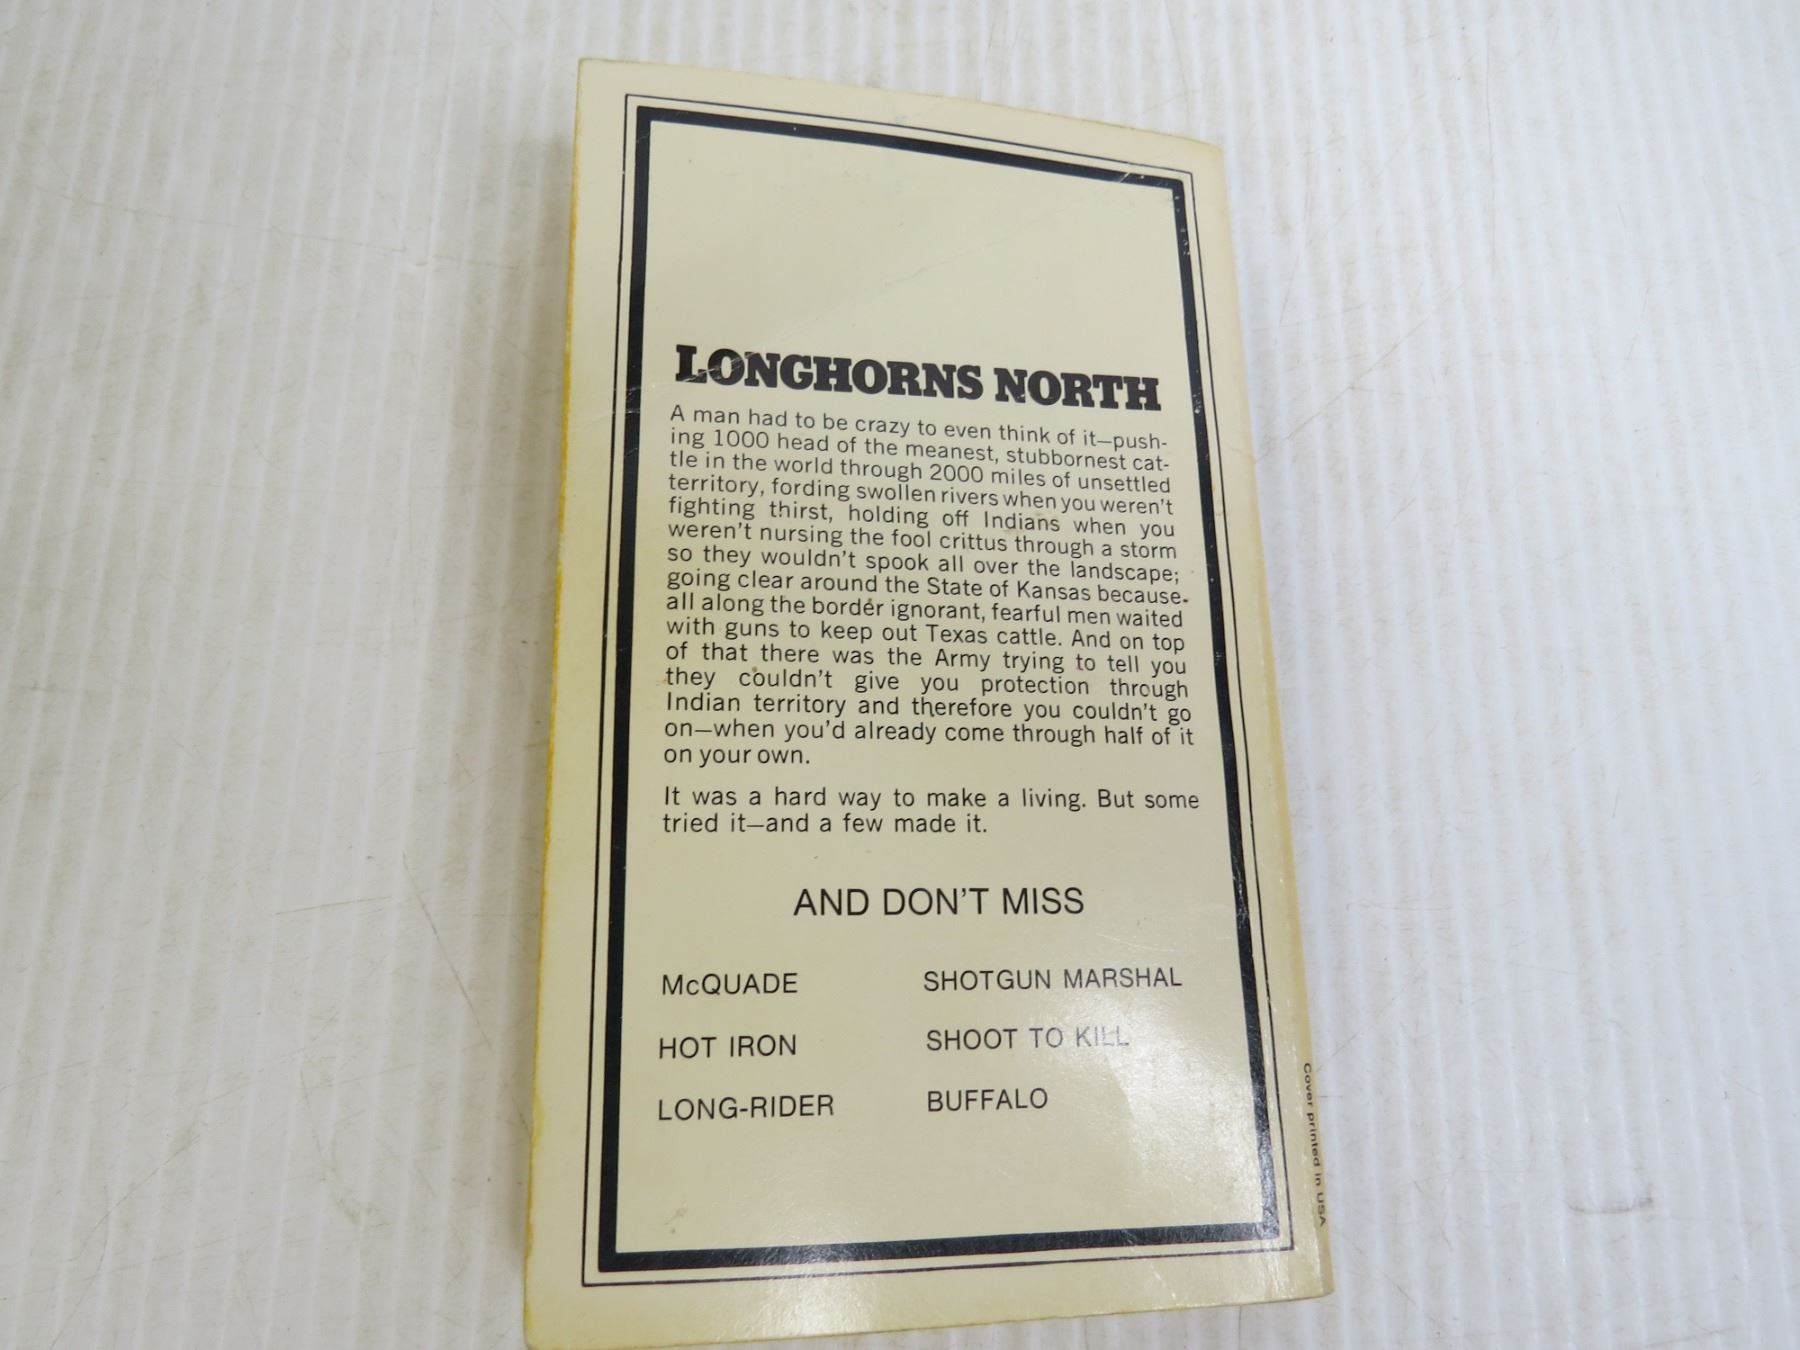 LONGHORNS NORTH
A man had to be crazy to even think of it—push-
ing 1000 head of the meanest, stubbornest cat-
tle in the world through 2000 miles of unsettled
territory, fording swollen rivers when you weren't
fighting thirst, holding off Indians when you
weren't nursing the fool crittus through a storm
so they wouldn't spook all over the landscape;
going clear around the State of Kansas because
all along the border ignorant, fearful men waited
with guns to keep out Texas cattle. And on top
of that there was the Army trying to tell you
they couldn't give you protection through
Indian territory and therefore you couldn't go
on—when you'd already come through half of it
on your own.
It was a hard way to make a living. But some
tried it—and a few made it.
AND DON'T MISS
McQUADE
HOT IRON
LONG-RIDER
SHOTGUN MARSHAL
SHOOT TO KILL
BUFFALO
Cover printed in USA